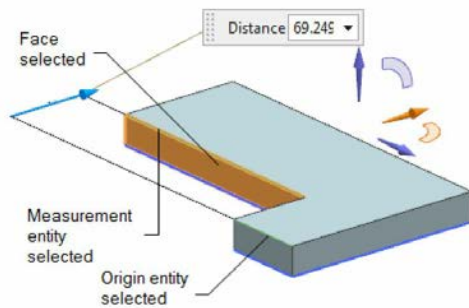 Face
selected
Distance 69.249
Measurement
entity
selected
Origin entity
selected